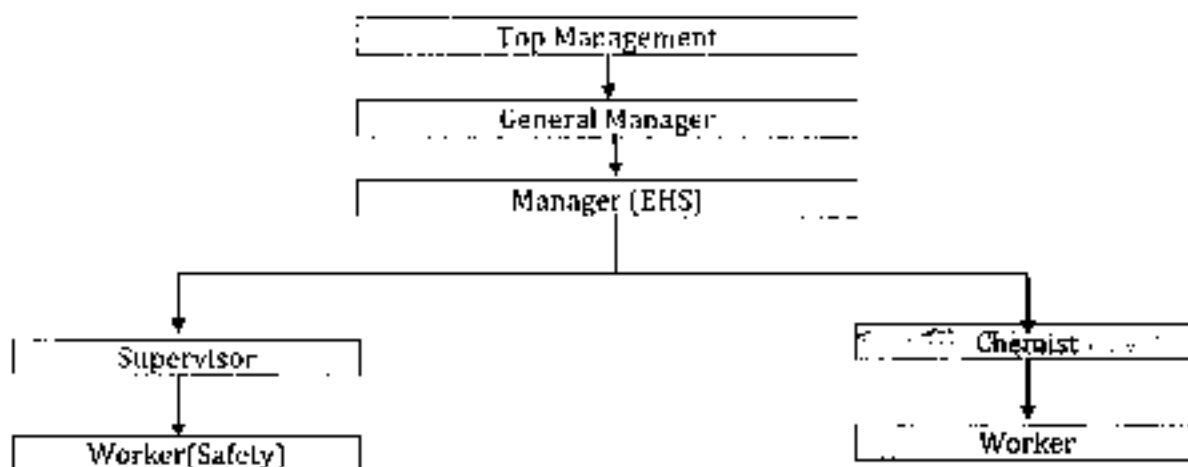 Top Management
General Manager
Manager (EHS)
Supervisor
Chemist
Worker(Safety)
Worker